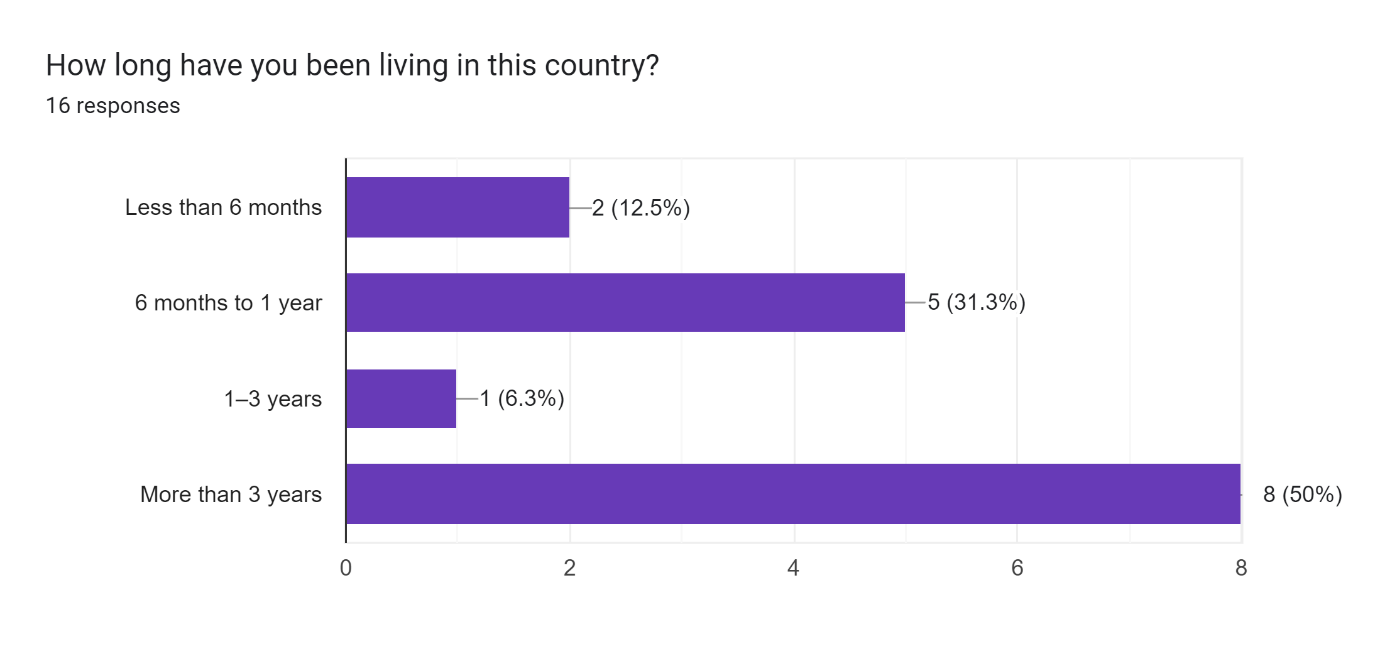 How long have you been living in this country?
16 responses
Less than 6 months
2 (12.5%)
6 months to 1 year
5 (31.3%)
1–3 years
1 (6.3%)
More than 3 years
8 (50%)
0 2 4 6 8